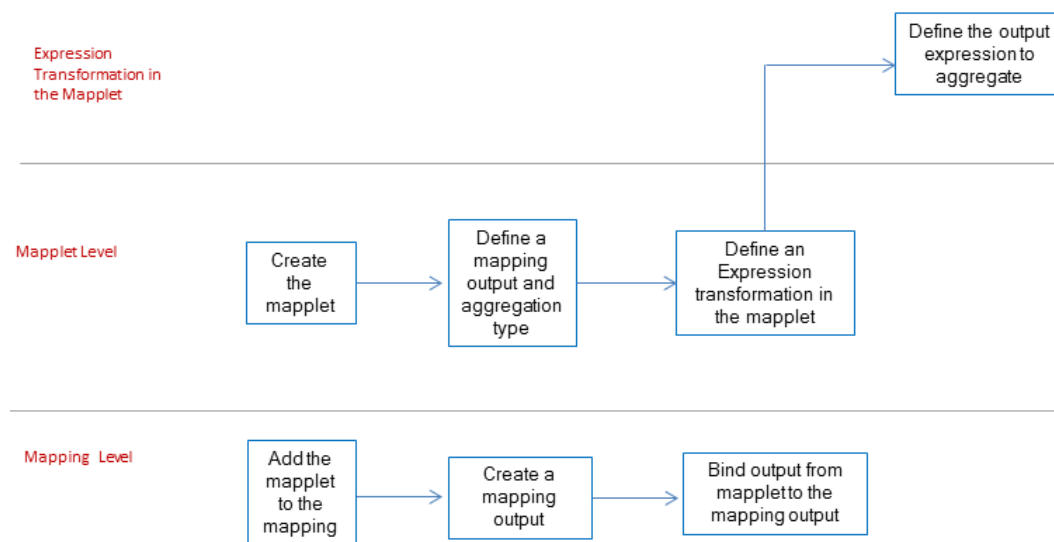 Expression
Transformation in
the Mapplet
Define the output
expression to
aggregate
Mapplet Level
Create
the
mapplet
Define a
mapping
output and
aggregation
type
Define an
Expression
transformation in
the mapplet
Mapping Level
Add the
mapplet
to the
mapping
Create a
mapping
output
Bind output from
mapplet to the
mapping output